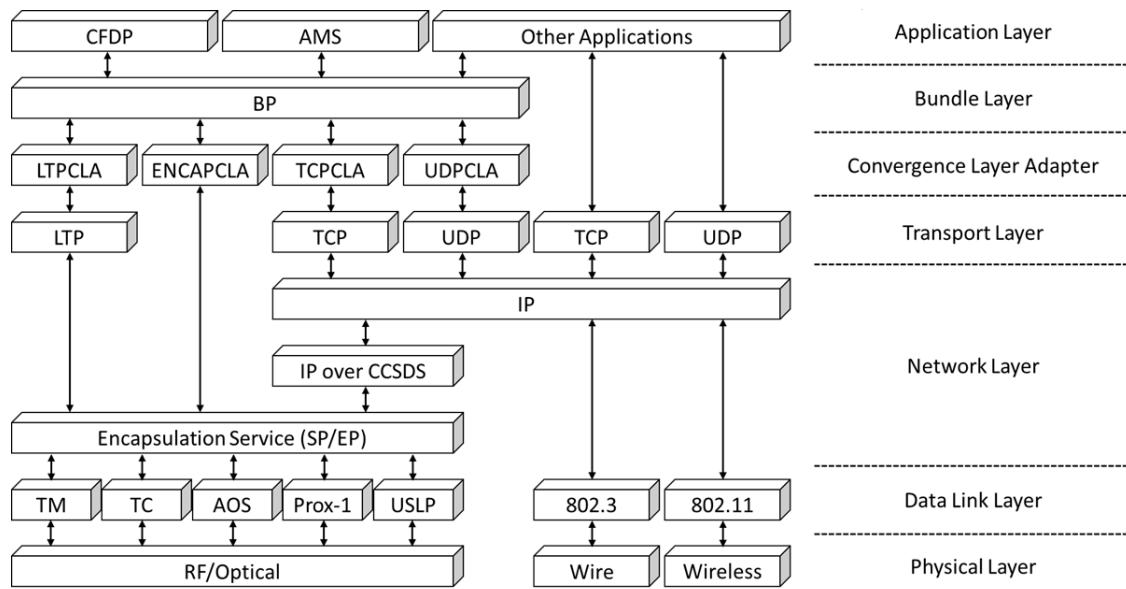 CFDP
AMS
Other Applications
Application Layer
BP
Bundle Layer
LTPCLA
ENCAPCLA
TCPCLA
UDPCLA
Convergence Layer Adapter
LTP
TCP
UDP
TCP
UDP
Transport Layer
IP
IP over CCSDS
Network Layer
Encapsulation Service (SP/EP)
TM
TC
AOS
Prox-1
USLP
802.3
802.11
Data Link Layer
RF/Optical
Wire
Wireless
Physical Layer